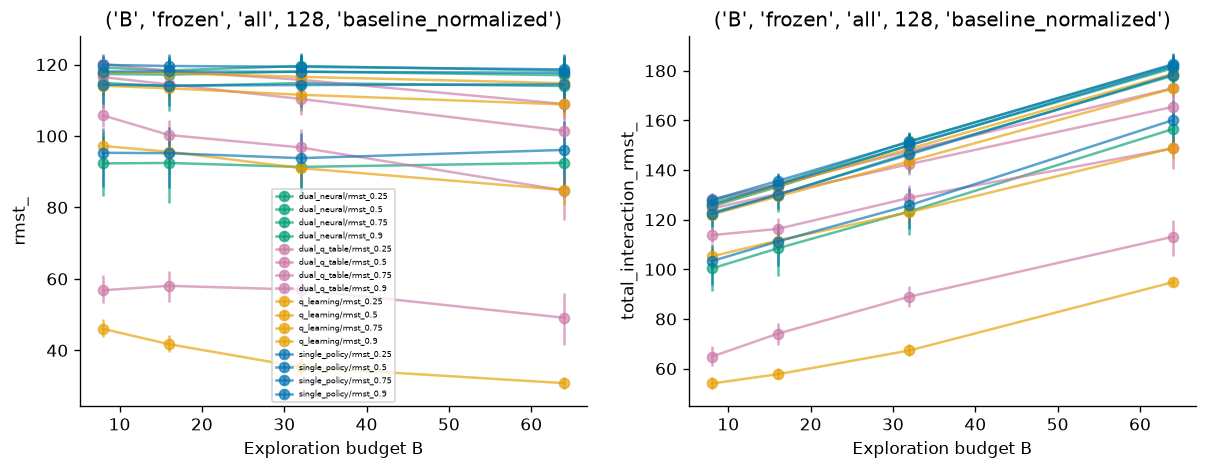 ('B', 'frozen', 'all', 128, 'baseline_normalized')
rmst_
120
100
80
60
40
dual_neural/rmst_0.25
dual_neural/rmst_0.5
dual_neural/rmst_0.75
dual_neural/rmst_0.9
dual_q_table/rmst_0.25
dual_q_table/rmst_0.5
dual_q_table/rmst_0.75
dual_q_table/rmst_0.9
q_learning/rmst_0.25
q_learning/rmst_0.5
q_learning/rmst_0.75
q_learning/rmst_0.9
single_policy/rmst_0.25
single_policy/rmst_0.5
single_policy/rmst_0.75
single_policy/rmst_0.9
10 20 30 40 50 60
Exploration budget B
('B', 'frozen', 'all', 128, 'baseline_normalized')
total_interaction_rmst_
180
160
140
120
100
80
60
10 20 30 40 50 60
Exploration budget B